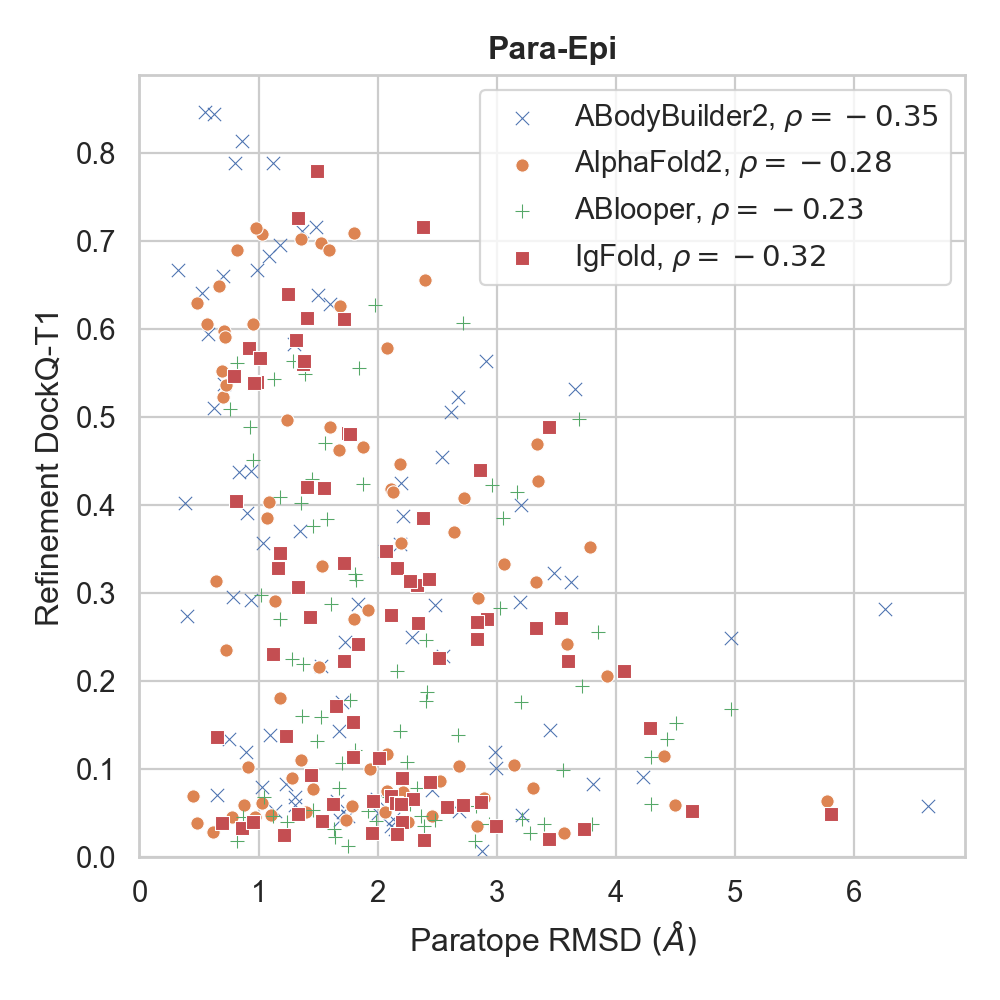 Para-Epi
ABodyBuilder2, ρ = − 0.35
AlphaFold2, ρ = − 0.28
ABlooper, ρ = − 0.23
IgFold, ρ = − 0.32
Refinement DockQ-T1
0.8
0.7
0.6
0.5
0.4
0.3
0.2
0.1
0.0
0 1 2 3 4 5 6
Paratope RMSD (Å)